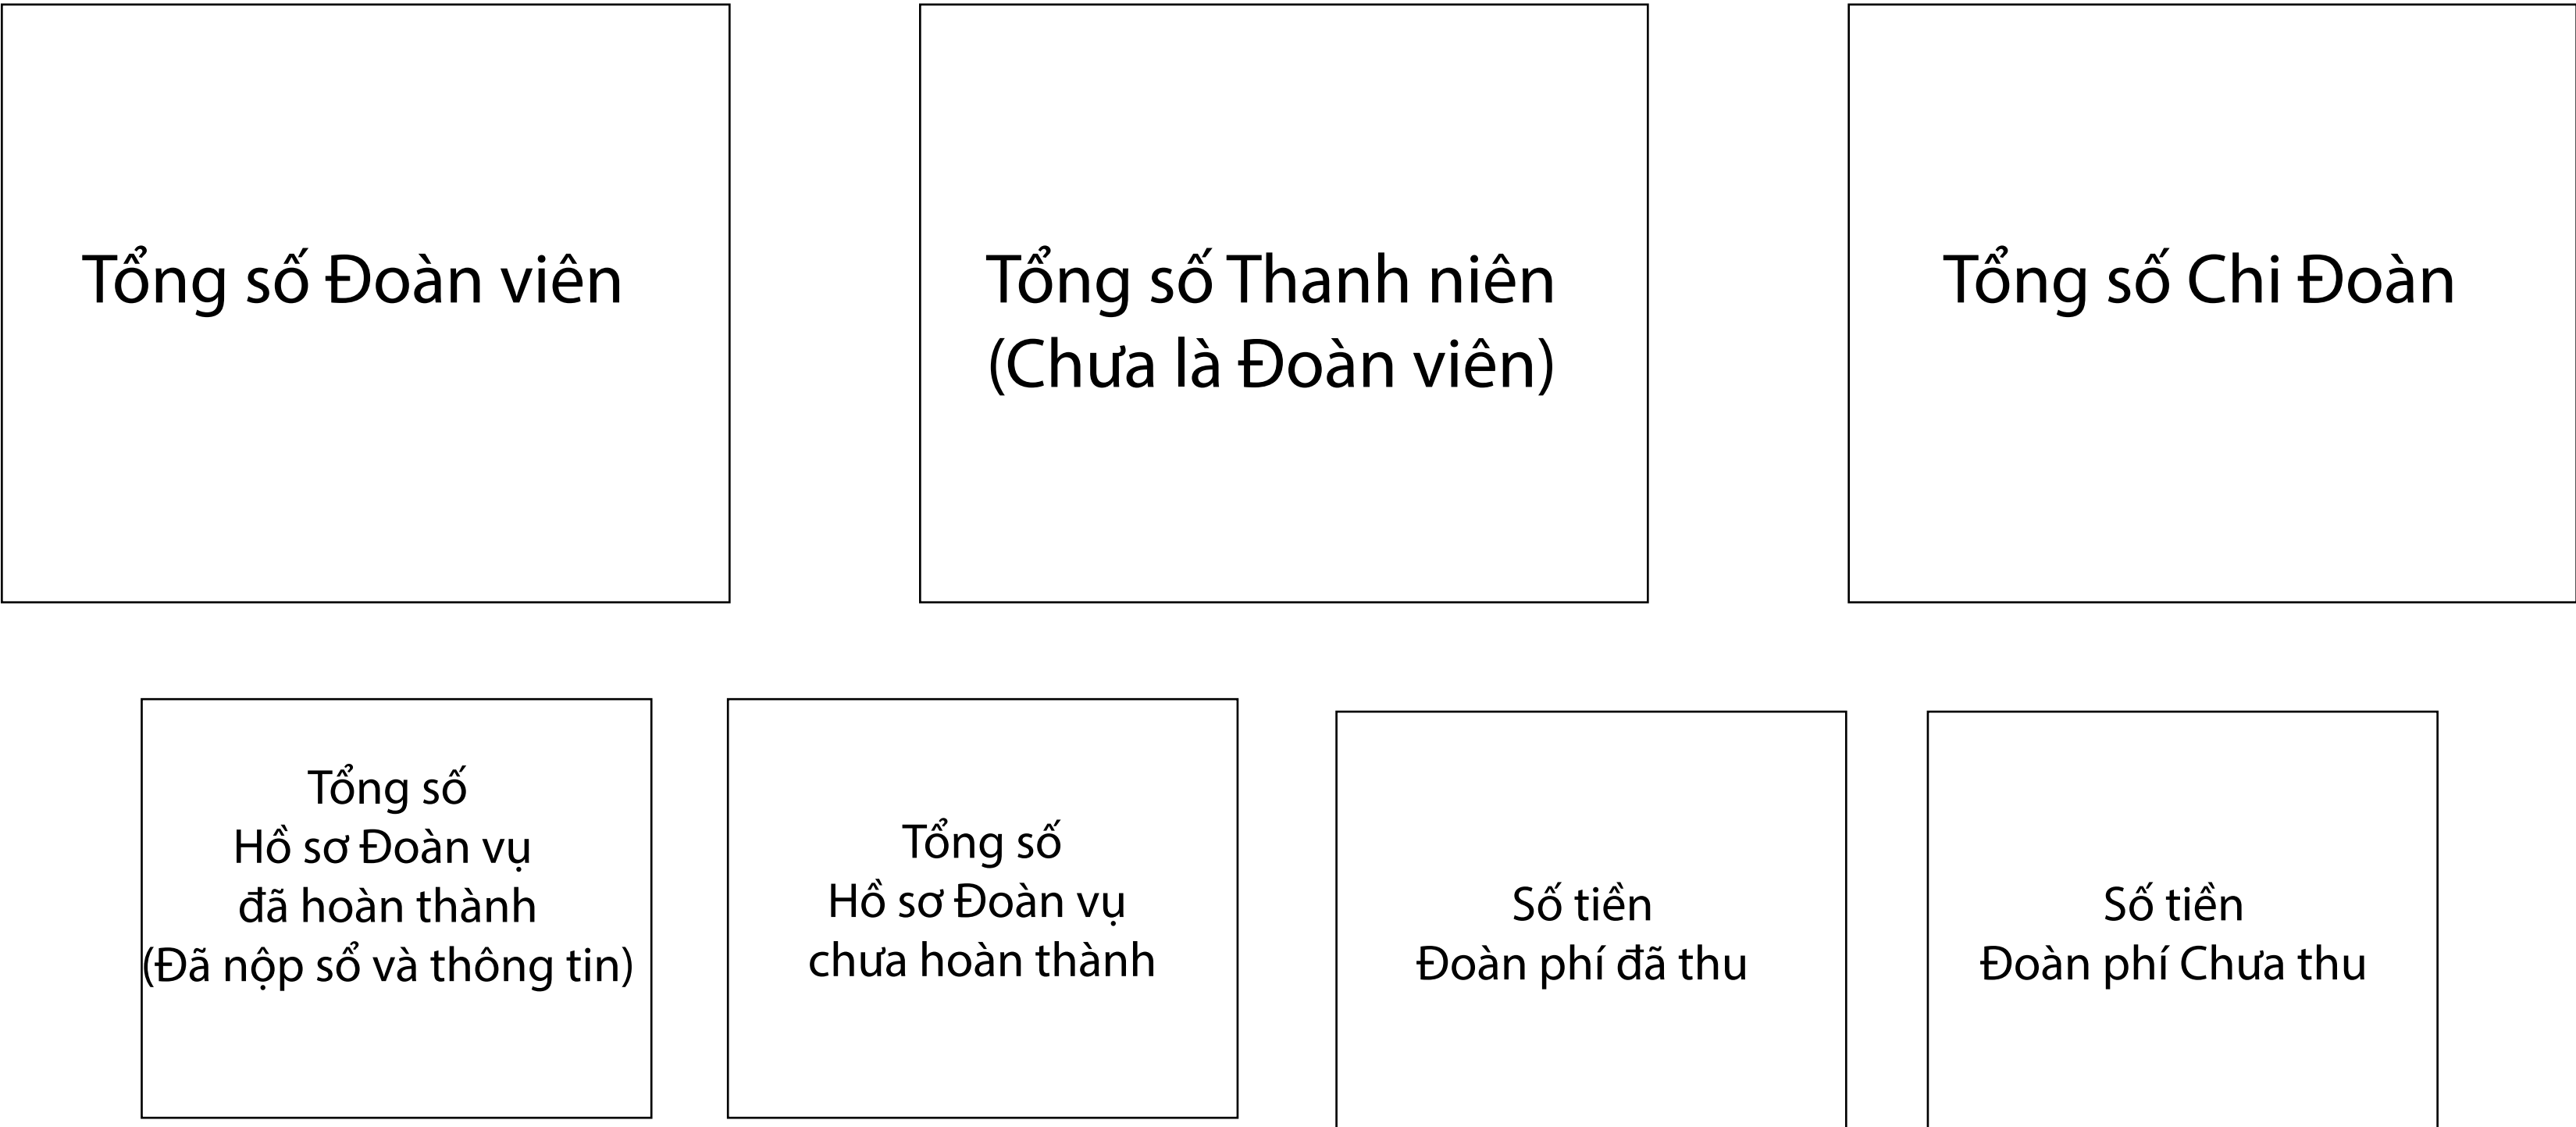 Tổng số Đoàn viên
Tổng số Thanh niên
(Chưa là Đoàn viên)
Tổng số Chi Đoàn
Tổng số
Hồ sơ Đoàn vụ
đã hoàn thành
(Đã nộp sổ và thông tin)
Tổng số
Hồ sơ Đoàn vụ
chưa hoàn thành
Số tiền
Đoàn phí đã thu
Số tiền
Đoàn phí Chưa thu